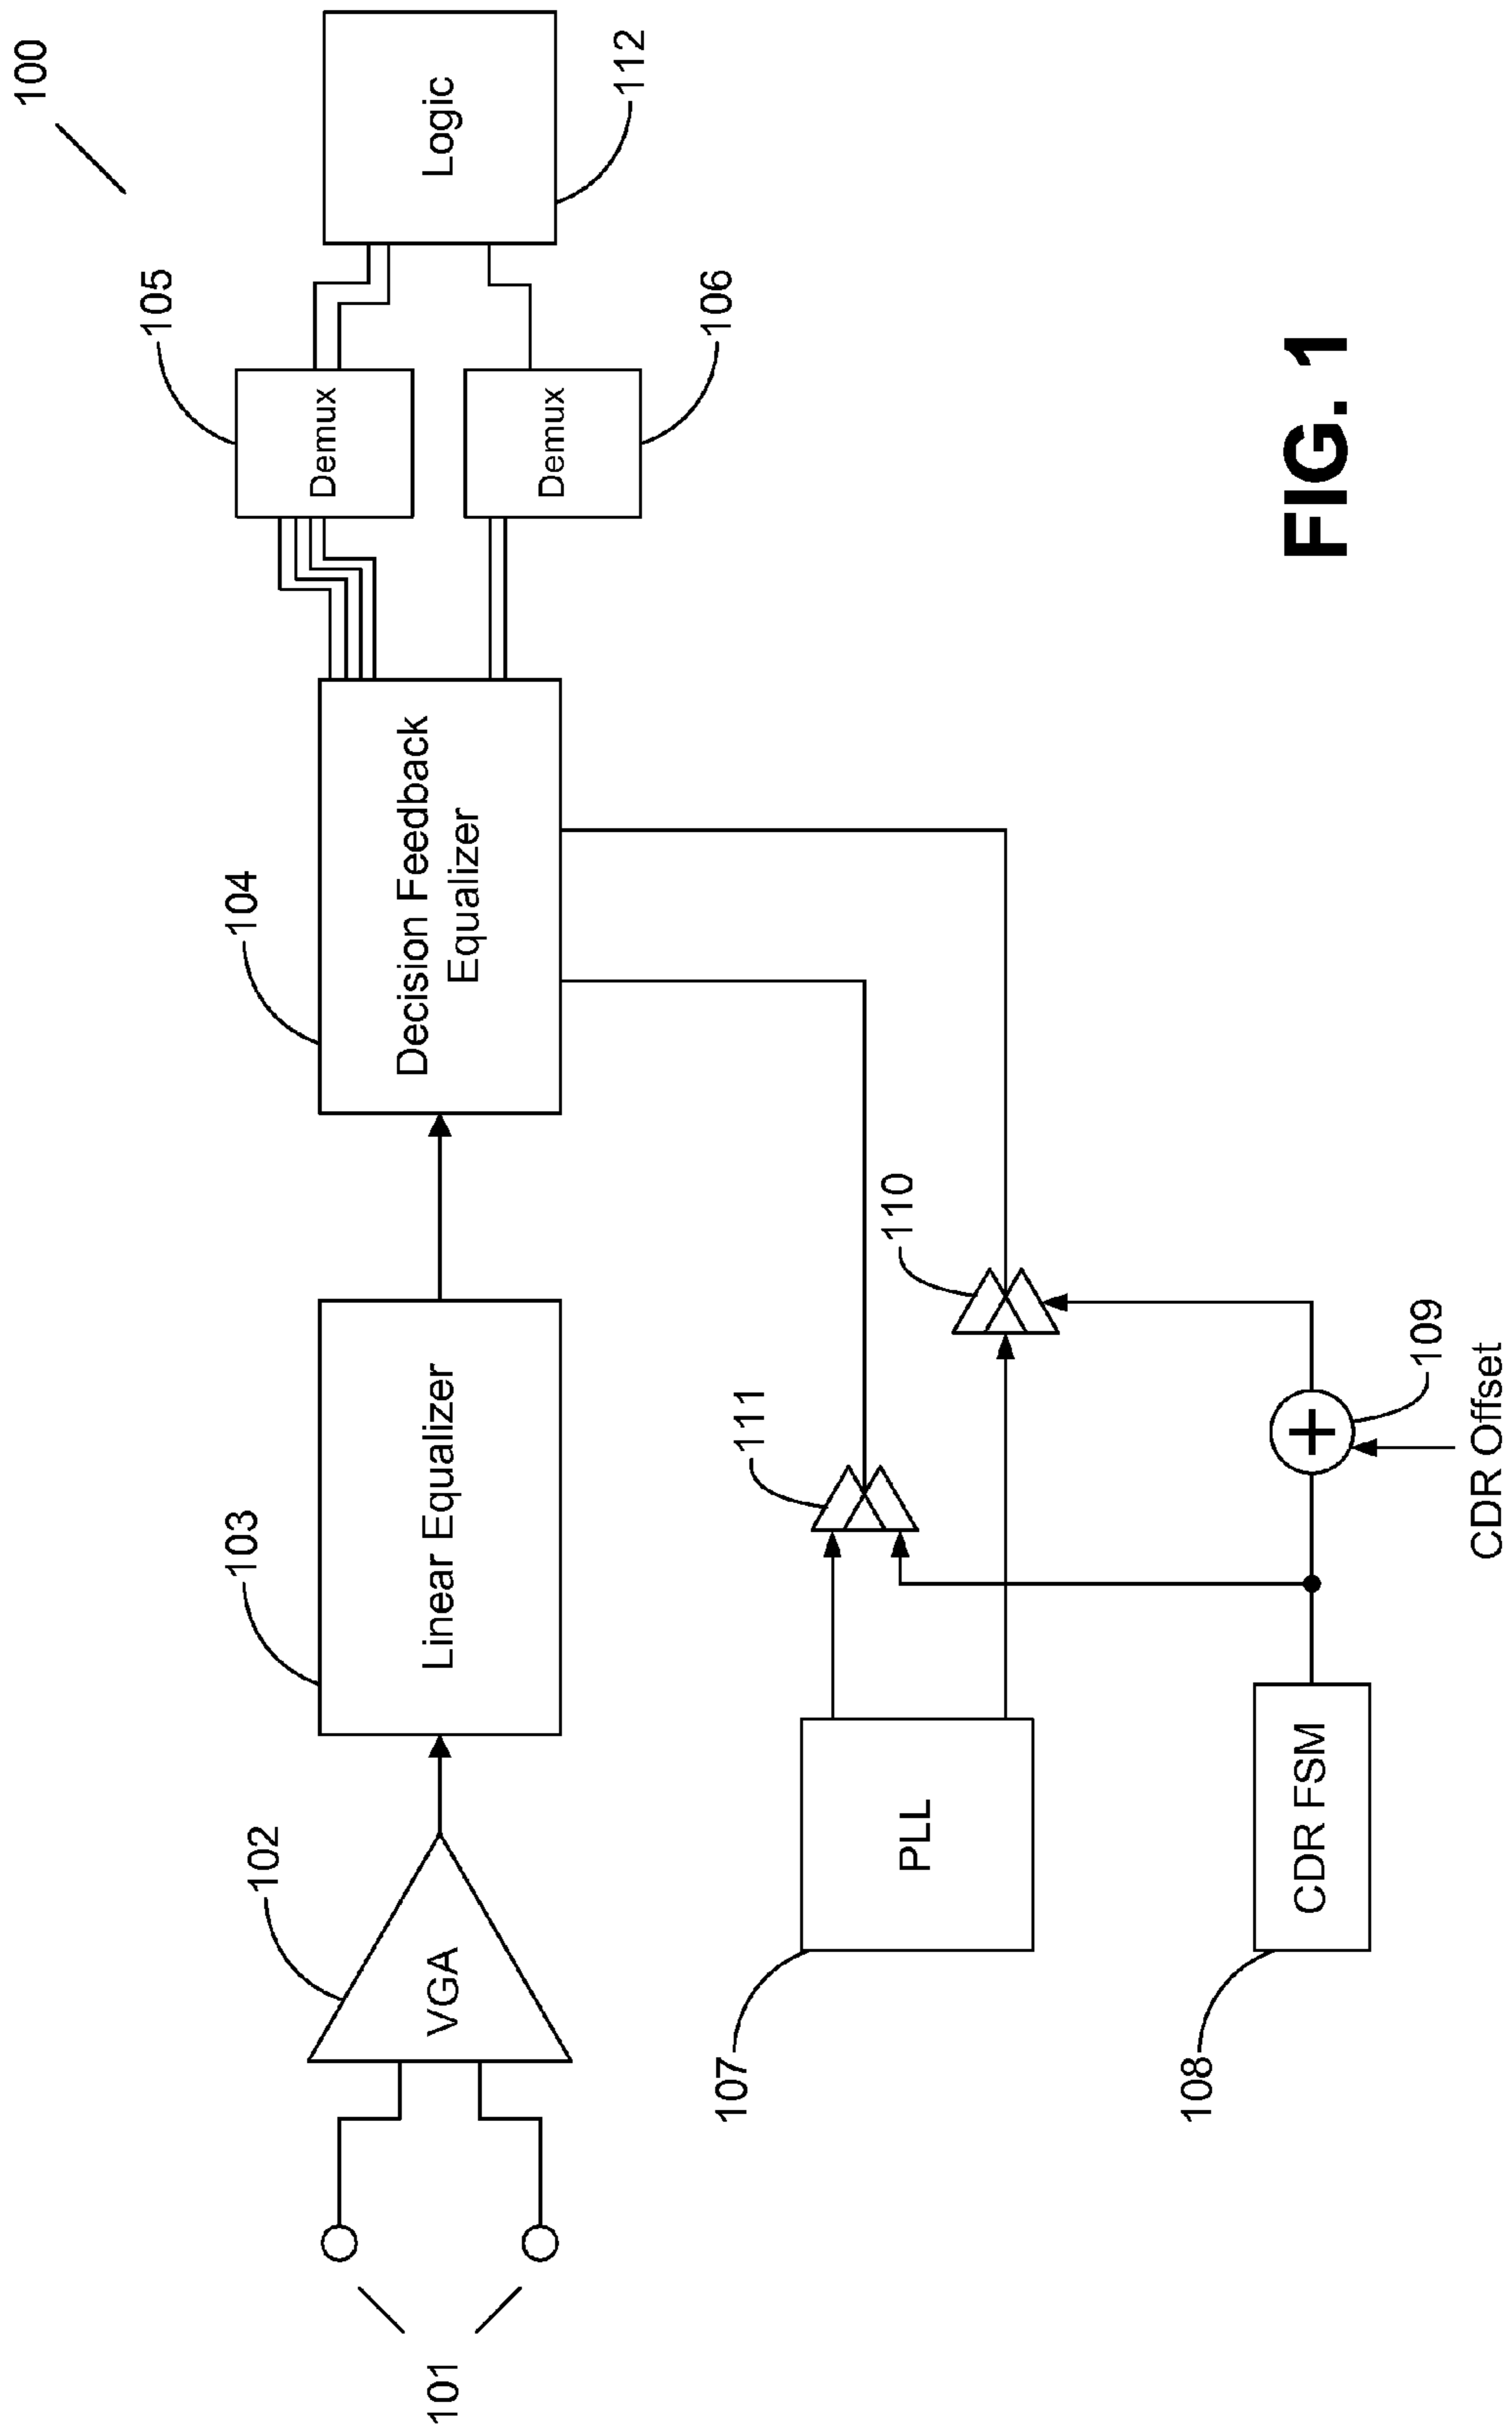 100
101
102
VGA
103
Linear Equalizer
104
Decision Feedback
Equalizer
105
Demux
106
Demux
Logic
112
107
PLL
111
110
108
CDR FSM
109
CDR Offset
FIG. 1